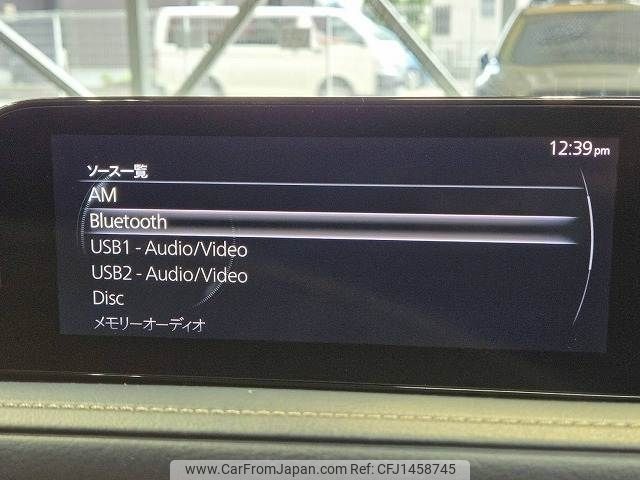 12:39pm
ソース一覧
AM
Bluetooth
USB1 - Audio/Video
USB2 - Audio/Video
Disc
メモリーオーディオ
www.CarFromJapan.com | CFJ1458745